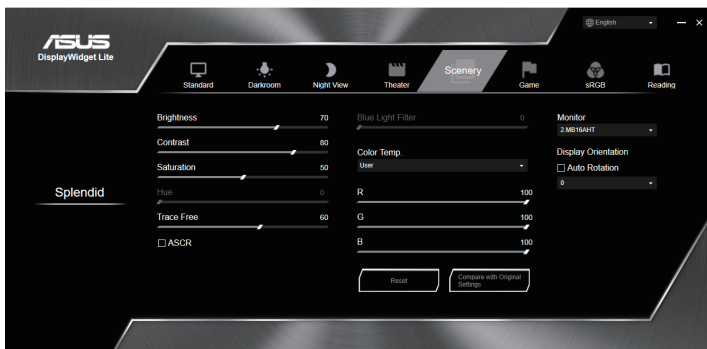 English
ASUS
DisplayWidget Lite
Standard
Darkroom
Night View
Theater
Scenery
Game
sRGB
Reading
Splendid
Brightness 70
Contrast 80
Saturation 50
Hue 0
Trace Free 60
ASCR
Blue Light Filter 0
Color Temp.
User
R 100
G 100
B 100
Reset
Compare with Original
Settings
Monitor
2.MB16AHT
Display Orientation
Auto Rotation
0